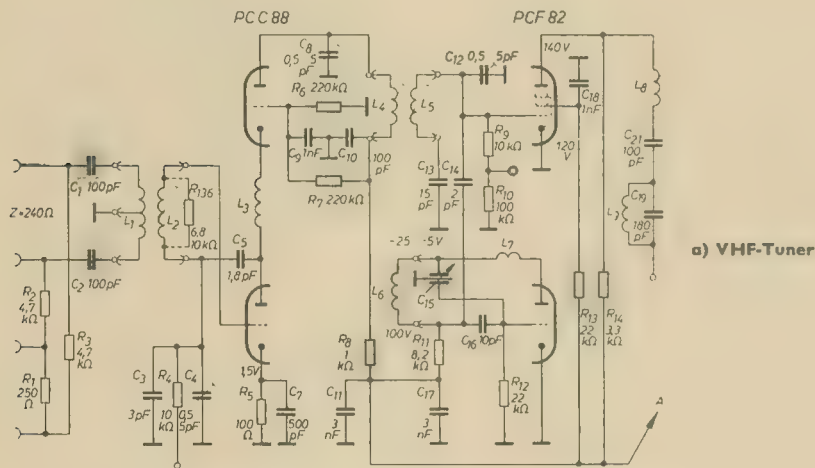 PCC 88
PCF 82
C8
0,5 5
pF
R6 220kΩ
C9
1nF
C10
100
pF
R7 220kΩ
L4
L5
C12 0,5 5pF
140V
C18
1nF
120
V
L8
C21
100
pF
C19
180
pF
R9
10kΩ
R10
100
kΩ
C13
15
pF
C14
2
pF
C1 100pF
Z=240Ω
L1
L2
R136
6,8
10kΩ
L3
C5
1,8pF
C2 100pF
R2
4,7
kΩ
R3
4,7
kΩ
R1
250
Ω
C3
3pF
R4
10
kΩ
C4
0,5
5pF
1,5V
R5
100
Ω
C7
500
pF
R8
1
kΩ
C11
3
nF
-25 -5V
L7
L6
C15
100V
R11
8,2
kΩ
C16 10pF
C17
3
nF
R12
22
kΩ
R13
22
kΩ
R14
3,3
kΩ
A
a) VHF-Tuner